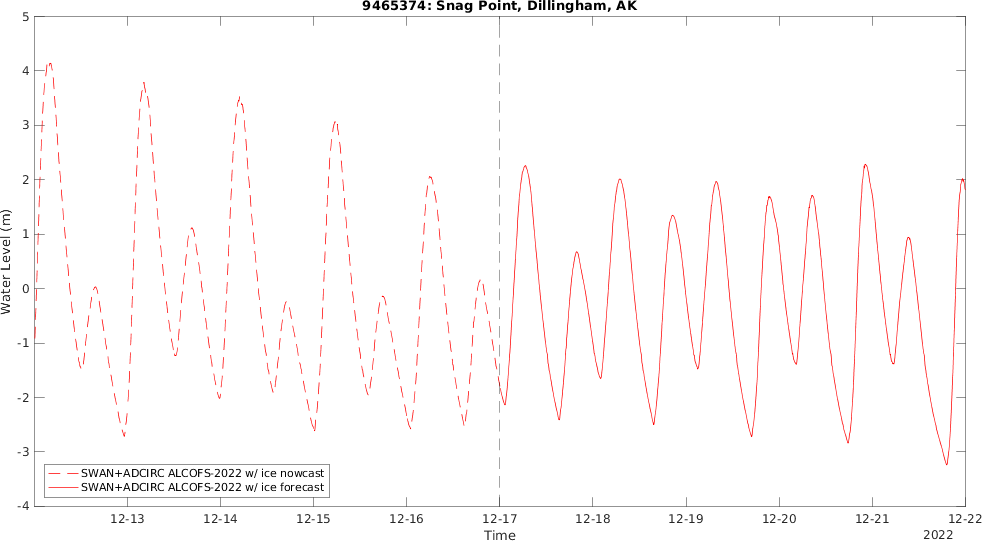 9465374: Snag Point, Dillingham, AK
Water Level (m)
5
4
3
2
1
0
-1
-2
-3
-4
SWAN+ADCIRC ALCOFS-2022 w/ ice nowcast
SWAN+ADCIRC ALCOFS-2022 w/ ice forecast
12-13 12-14 12-15 12-16 12-17 12-18 12-19 12-20 12-21 12-22
Time
2022